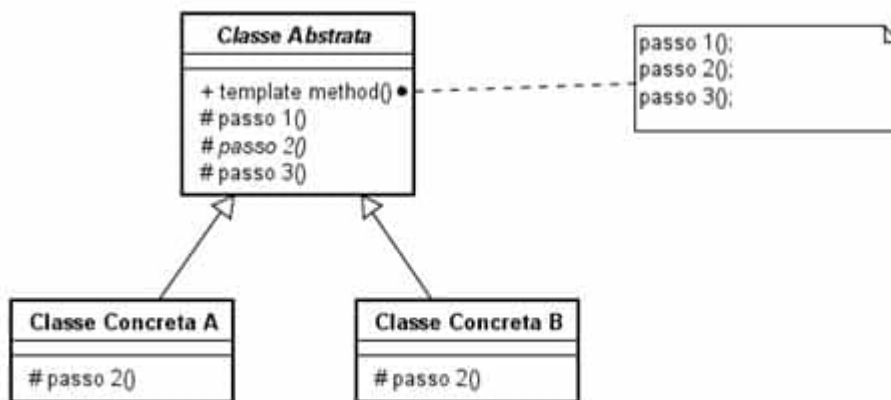 Classe Abstrata
+ template method()
# passo 1()
# passo 2()
# passo 3()
passo 1();
passo 2();
passo 3();
Classe Concreta A
# passo 2()
Classe Concreta B
# passo 2()